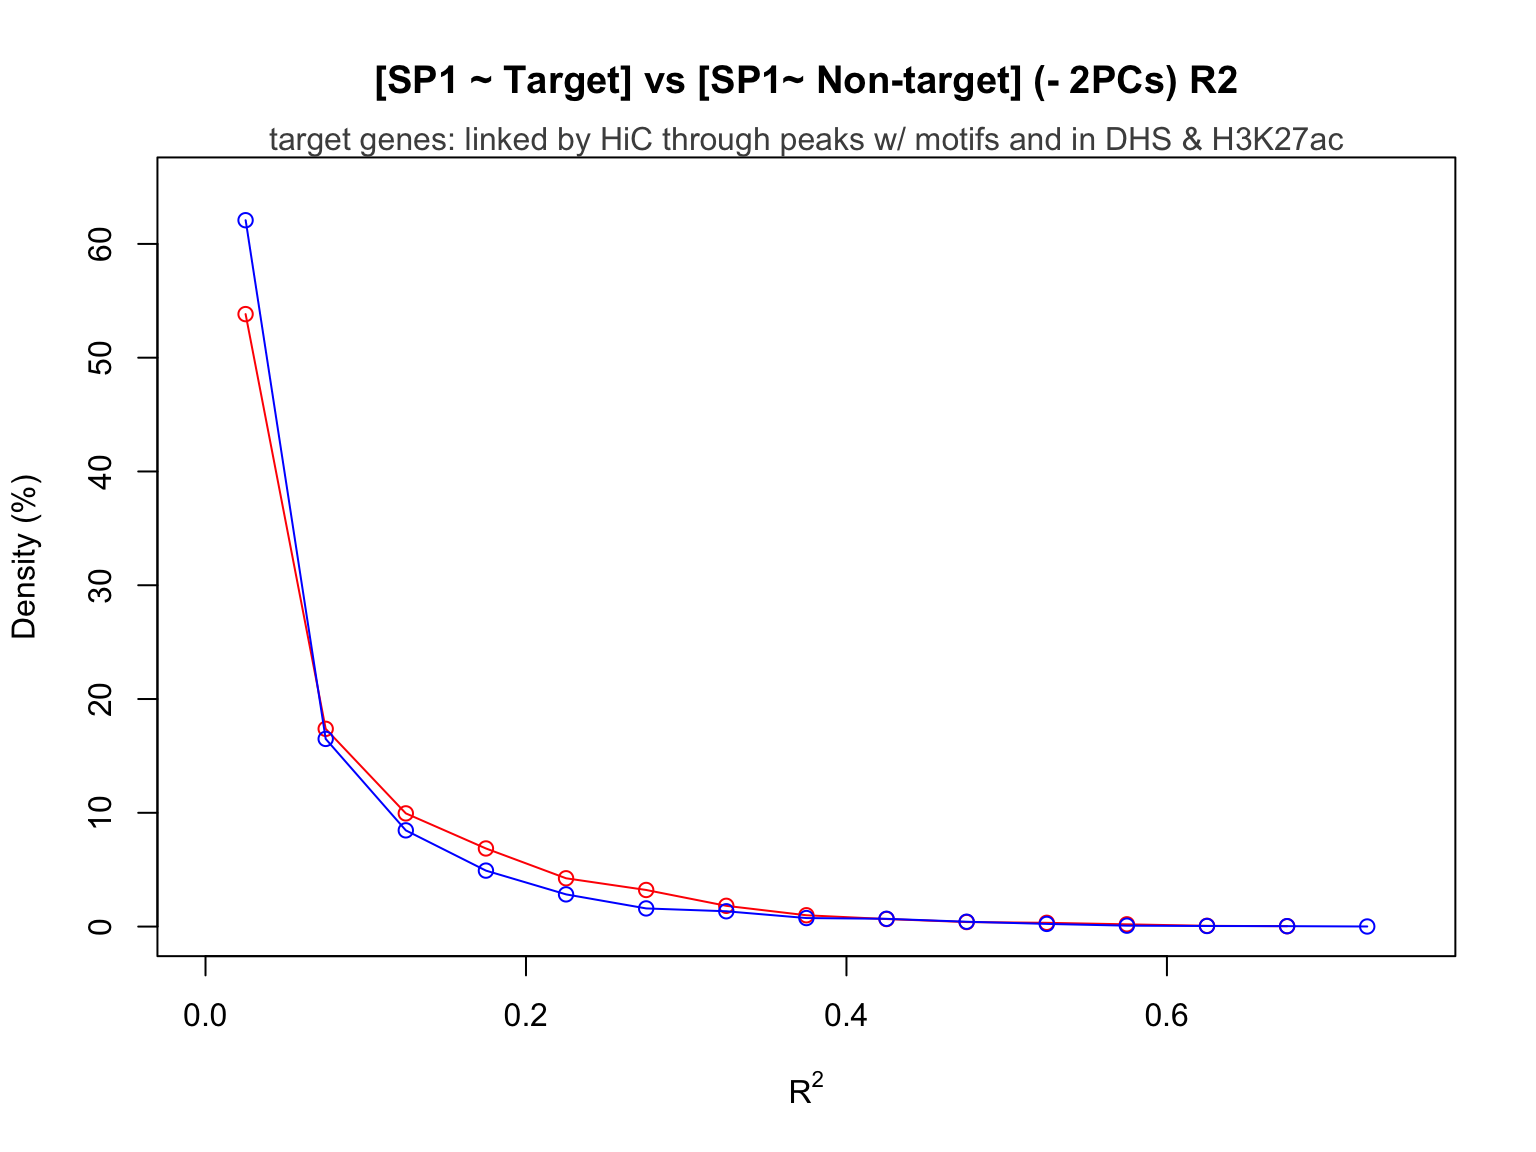 [SP1 ~ Target] vs [SP1~ Non-target] (- 2PCs) R2
target genes: linked by HiC through peaks w/ motifs and in DHS & H3K27ac
Density (%)
60
50
40
30
20
10
0
0.0 0.2 0.4 0.6
R²